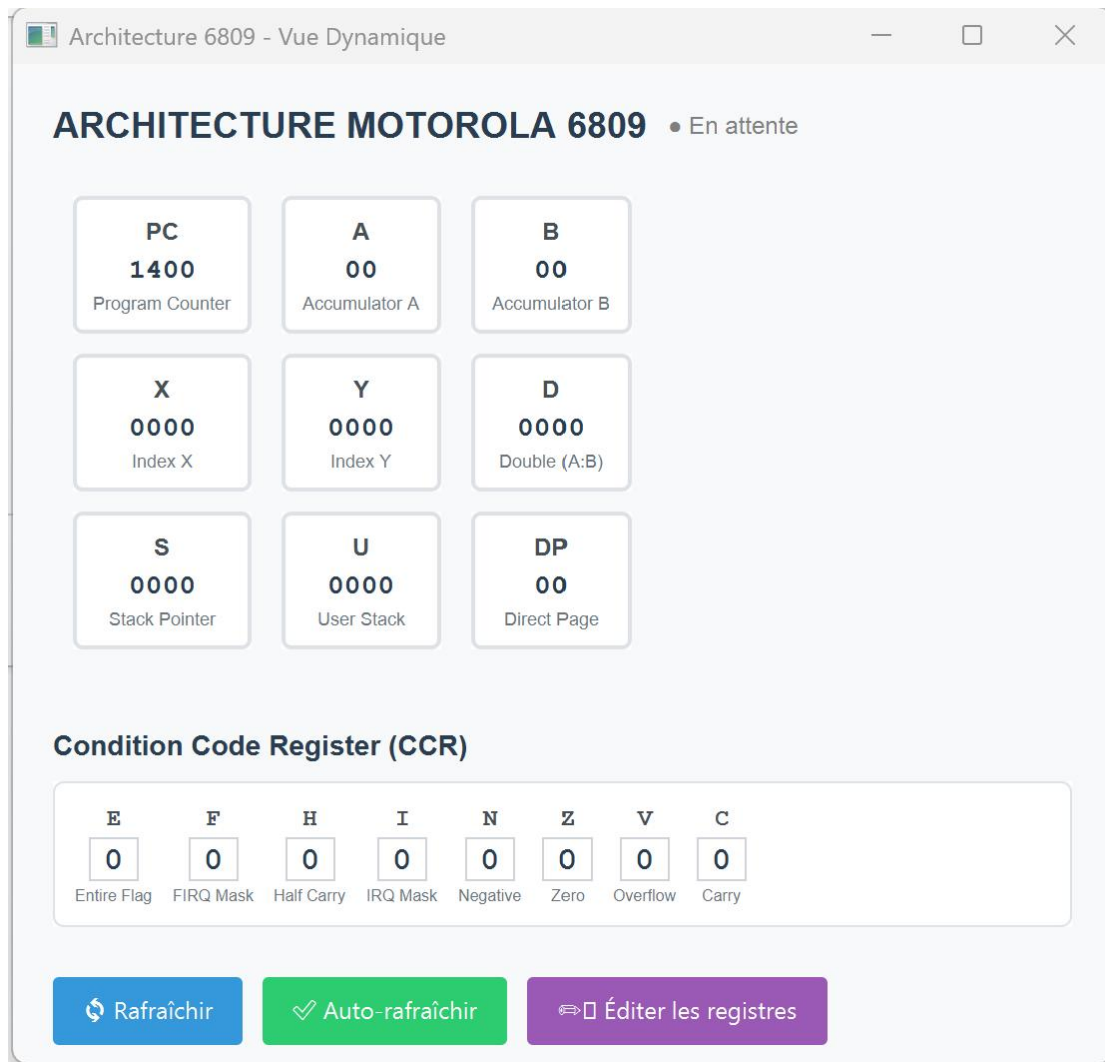 Architecture 6809 - Vue Dynamique
ARCHITECTURE MOTOROLA 6809 ● En attente
PC A B
1400 00 00
Program Counter Accumulator A Accumulator B
X Y D
0000 0000 0000
Index X Index Y Double (A:B)
S U DP
0000 0000 00
Stack Pointer User Stack Direct Page
Condition Code Register (CCR)
E F H I N Z V C
0 0 0 0 0 0 0 0
Entire Flag FIRQ Mask Half Carry IRQ Mask Negative Zero Overflow Carry
Rafraîchir Auto-rafraîchir Éditer les registres